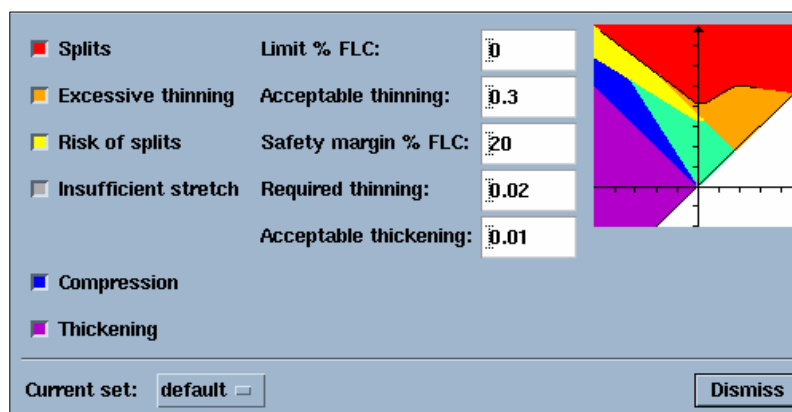 Splits Limit % FLC: 0
Excessive thinning Acceptable thinning: 0.3
Risk of splits Safety margin % FLC: 20
Insufficient stretch Required thinning: 0.02
Acceptable thickening: 0.01
Compression
Thickening
Current set: default Dismiss